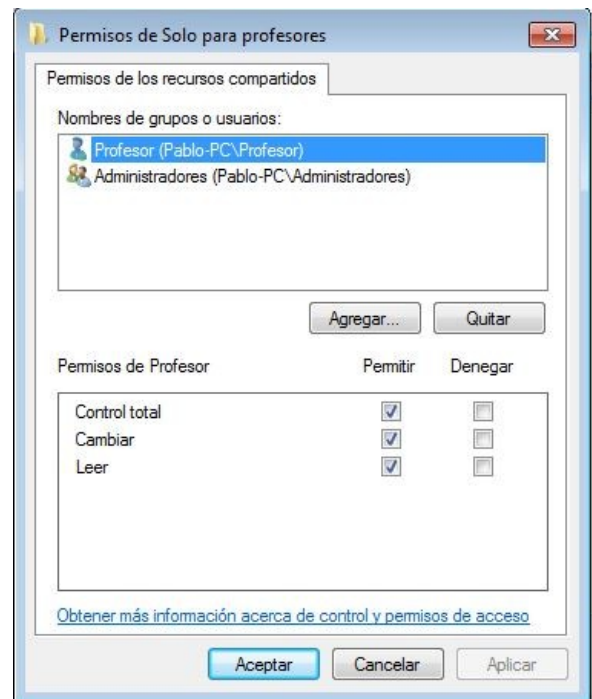 Permisos de Solo para profesores
Permisos de los recursos compartidos
Nombres de grupos o usuarios:
Profesor (Pablo-PC\Profesor)
Administradores (Pablo-PC\Administradores)
Agregar... Quitar
Permisos de Profesor Permitir Denegar
Control total
Cambiar
Leer
Obtener más información acerca de control y permisos de acceso
Aceptar Cancelar Aplicar